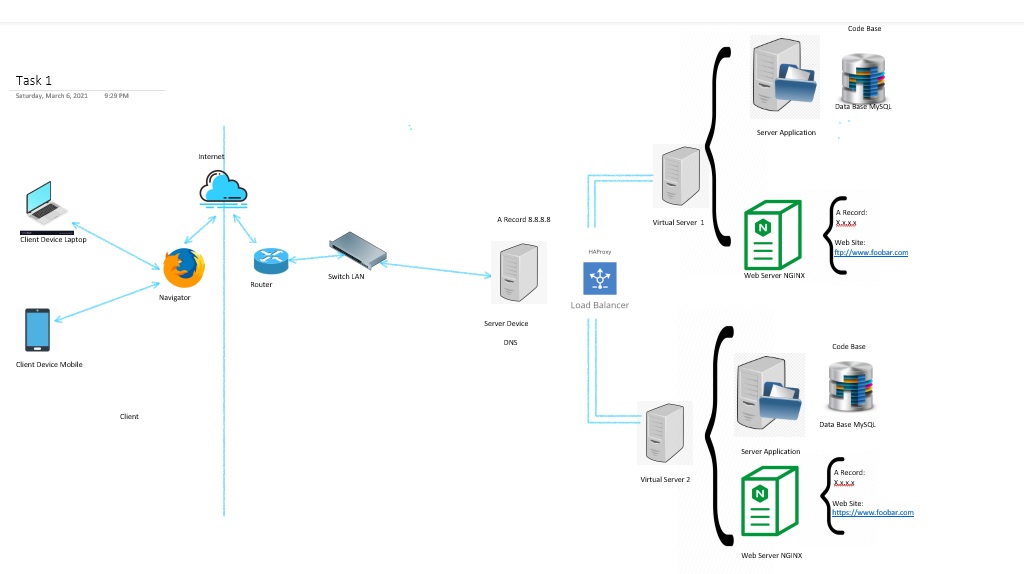 Task 1
Saturday, March 6, 2021 9:29 PM
Internet
Client Device Laptop
Navigator
Client Device Mobile
Client
Router
Switch LAN
A Record 8.8.8.8
Server Device
DNS
HAProxy
Load Balancer
Virtual Server 1
Code Base
Data Base MySQL
Server Application
N
Web Server NGINX
A Record:
X.x.x.x
Web Site:
ftp://www.foobar.com
Virtual Server 2
Code Base
Data Base MySQL
Server Application
N
Web Server NGINX
A Record:
X.x.x.x
Web Site:
https://www.foobar.com